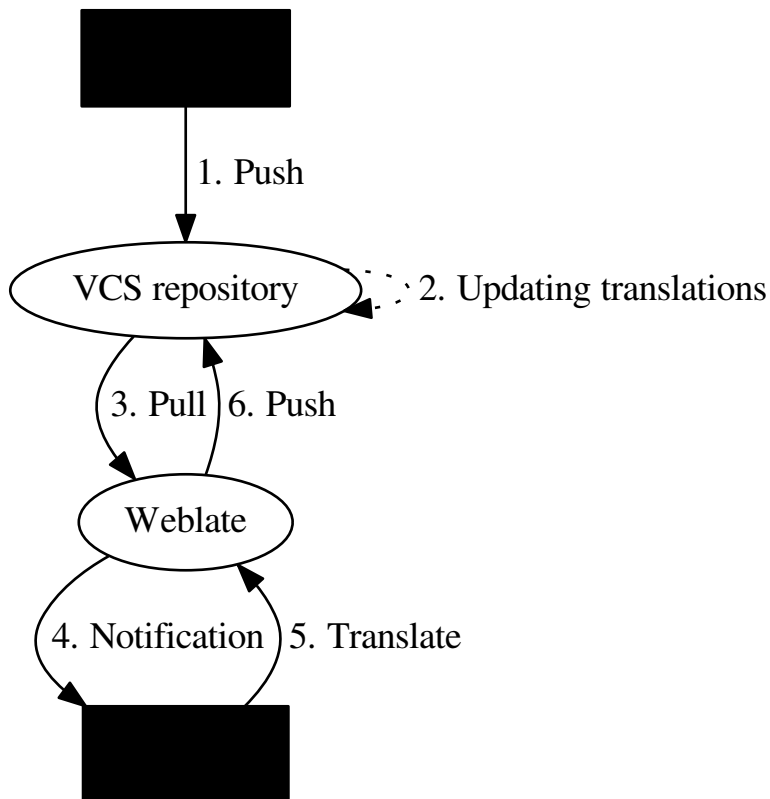 1. Push
VCS repository
2. Updating translations
3. Pull
6. Push
Weblate
4. Notification
5. Translate